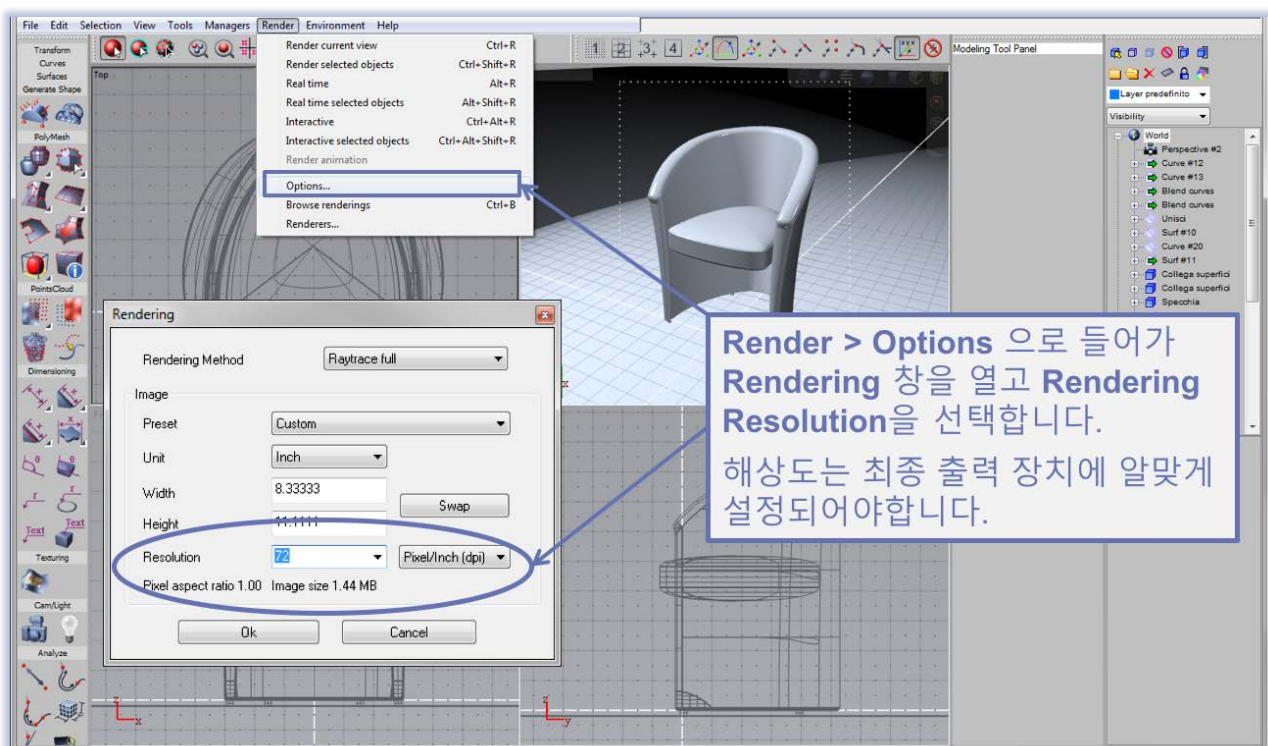 File Edit Selection View Tools Managers Render Environment Help
Transform
Curves
Surfaces
Generate Shape
PolyMesh
PointsCloud
Dimensioning
Text Text
Texturing
Cam/Light
Analyze
Top
Render current view Ctrl+R
Render selected objects Ctrl+Shift+R
Real time Alt+R
Real time selected objects Alt+Shift+R
Interactive Ctrl+Alt+R
Interactive selected objects Ctrl+Alt+Shift+R
Render animation
Options...
Browse renderings Ctrl+B
Renderers...
1 2 3 4
Modeling Tool Panel
Layer predefinito
Visibility
World
Perspective #2
Curve #12
Curve #13
Blend curves
Blend curves
Unisci
Surf #10
Curve #20
Surf #11
Collega superfici
Collega superfici
Specchia
Rendering
Rendering Method Raytrace full
Image
Preset Custom
Unit Inch
Width 8.33333
Swap
Height 11.1111
Resolution 72 Pixel/Inch (dpi)
Pixel aspect ratio 1.00 Image size 1.44 MB
Ok Cancel
Render > Options 으로 들어가
Rendering 창을 열고 Rendering
Resolution을 선택합니다.
해상도는 최종 출력 장치에 알맞게
설정되어야합니다.
x
z
x
z
y